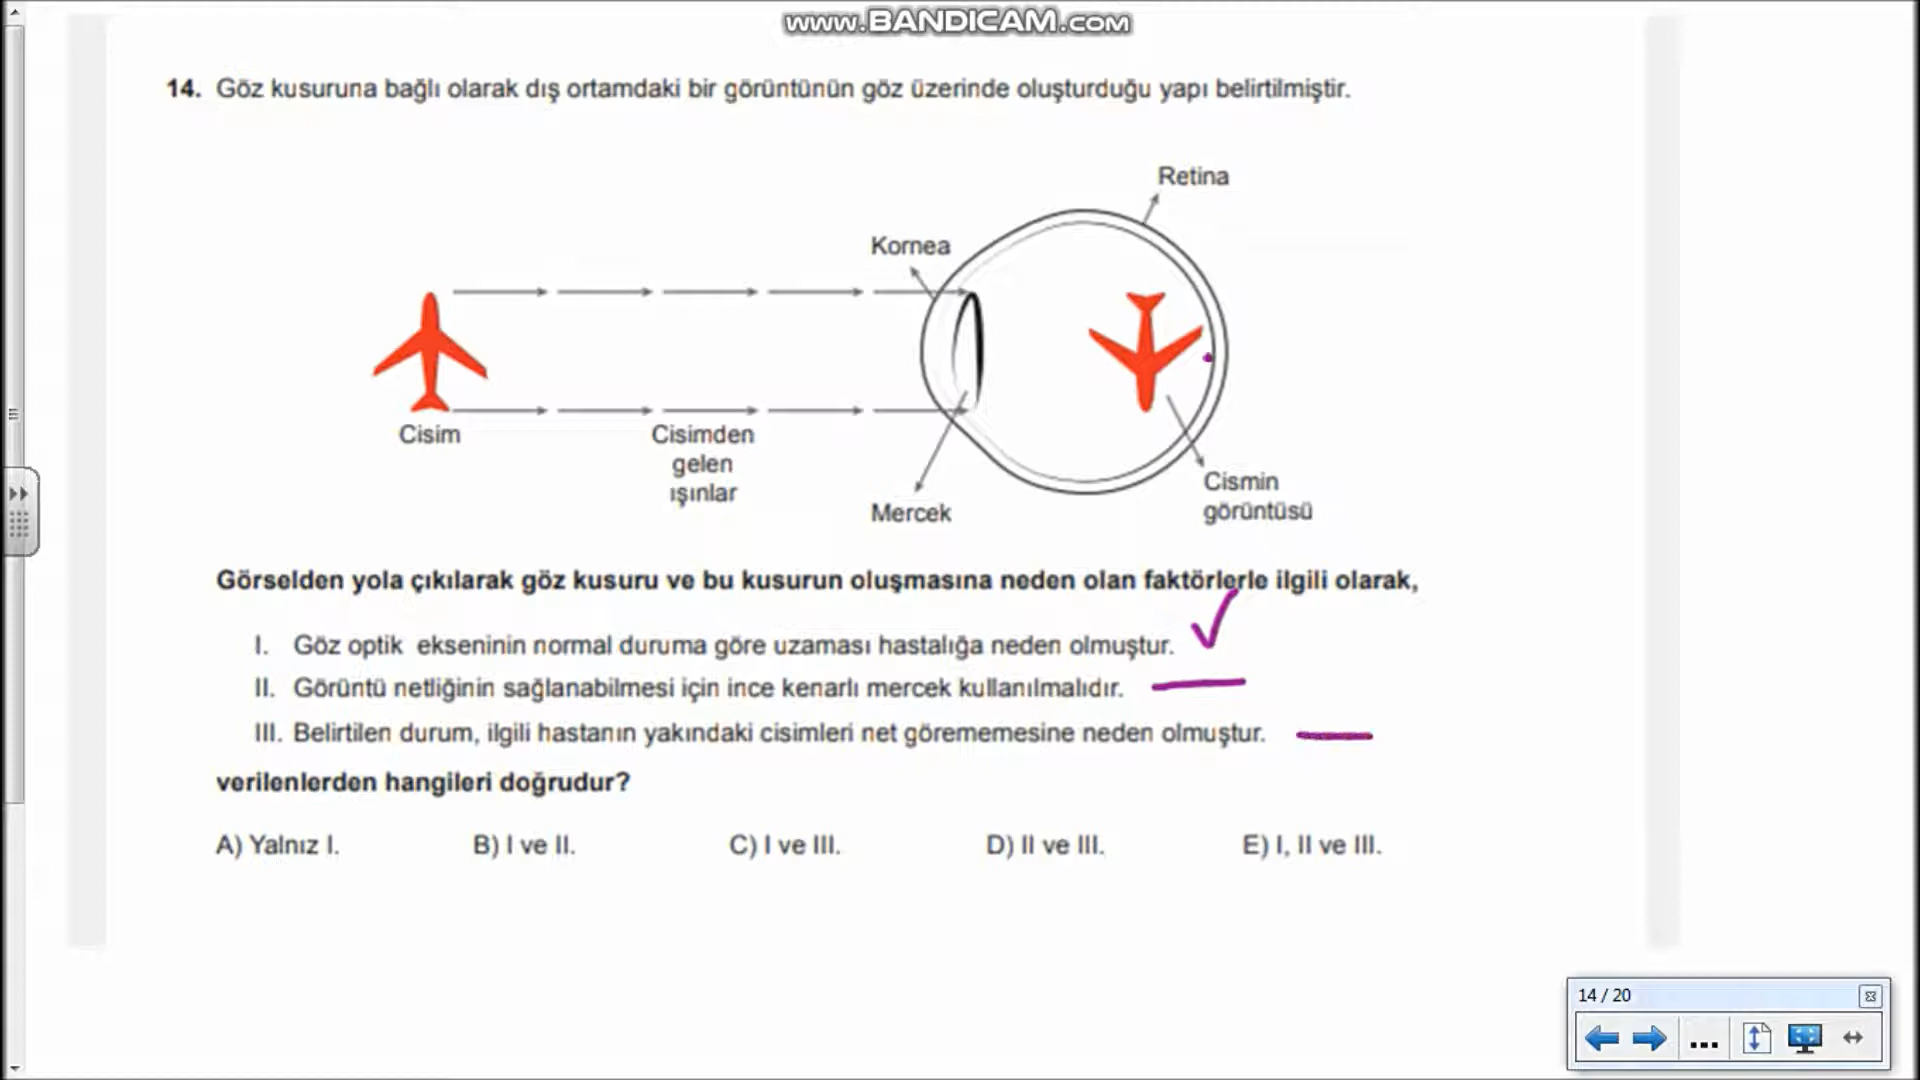 www.BANDICAM.com
14. Göz kusuruna bağlı olarak dış ortamdaki bir görüntünün göz üzerinde oluşturduğu yapı belirtilmiştir.
Retina
Kornea
Cisim
Cisimden
gelen
ışınlar
Mercek
Cismin
görüntüsü
Görselden yola çıkılarak göz kusuru ve bu kusurun oluşmasına neden olan faktörlerle ilgili olarak,
I. Göz optik ekseninin normal duruma göre uzaması hastalığa neden olmuştur.
II. Görüntü netliğinin sağlanabilmesi için ince kenarlı mercek kullanılmalıdır.
III. Belirtilen durum, ilgili hastanın yakındaki cisimleri net görememesine neden olmuştur.
verilenlerden hangileri doğrudur?
A) Yalnız I. B) I ve II. C) I ve III. D) II ve III. E) I, II ve III.
14 / 20